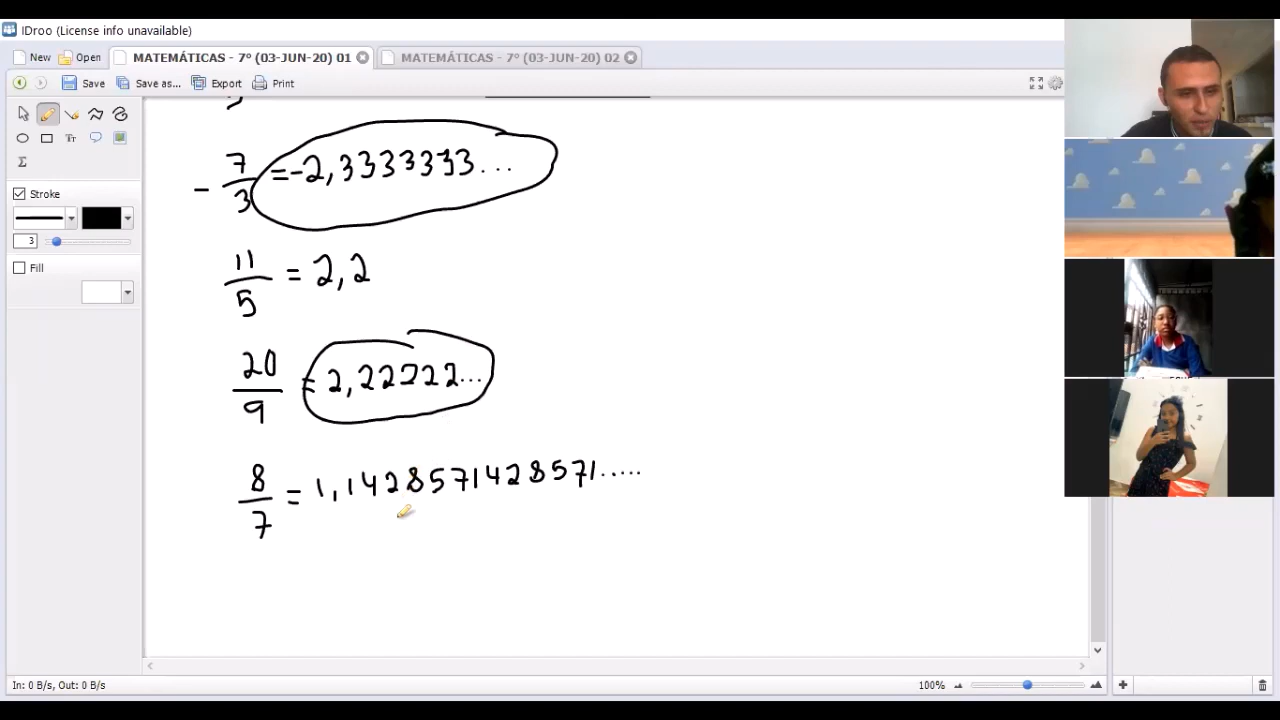 IDroo (License info unavailable)
New Open MATEMÁTICAS - 7º (03-JUN-20) 01 MATEMÁTICAS - 7º (03-JUN-20) 02
Save Save as... Export Print
- 7/3 = -2,3333333...
Tr
Σ
Stroke
11/5 = 2,2
3
Fill
20/9 = 2,22222...
8/7 = 1,1428571428571.....
In: 0 B/s, Out: 0 B/s 100%